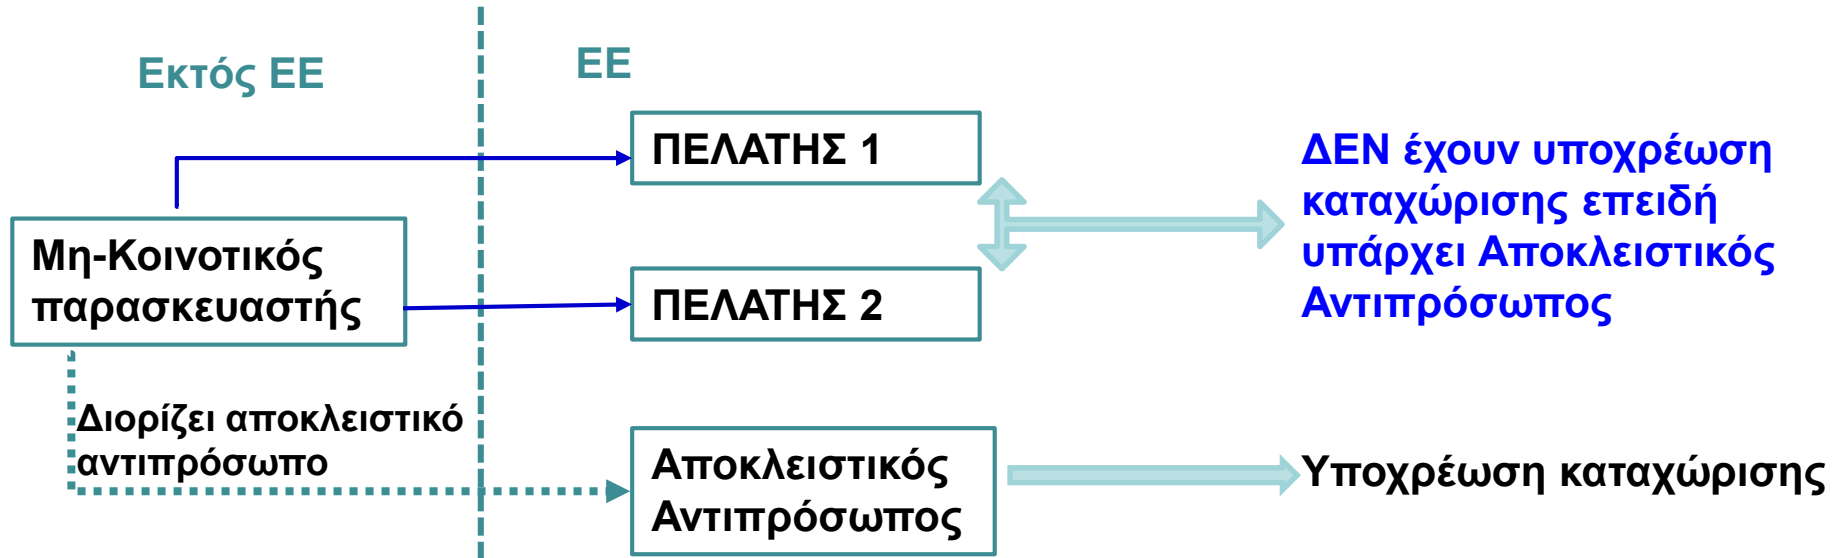 Εκτός ΕΕ
ΕΕ
ΠΕΛΑΤΗΣ 1
ΔΕΝ έχουν υποχρέωση
καταχώρισης επειδή
υπάρχει Αποκλειστικός
Αντιπρόσωπος
Μη-Κοινοτικός
παρασκευαστής
ΠΕΛΑΤΗΣ 2
Διορίζει αποκλειστικό
αντιπρόσωπο
Αποκλειστικός
Αντιπρόσωπος
Υποχρέωση καταχώρισης